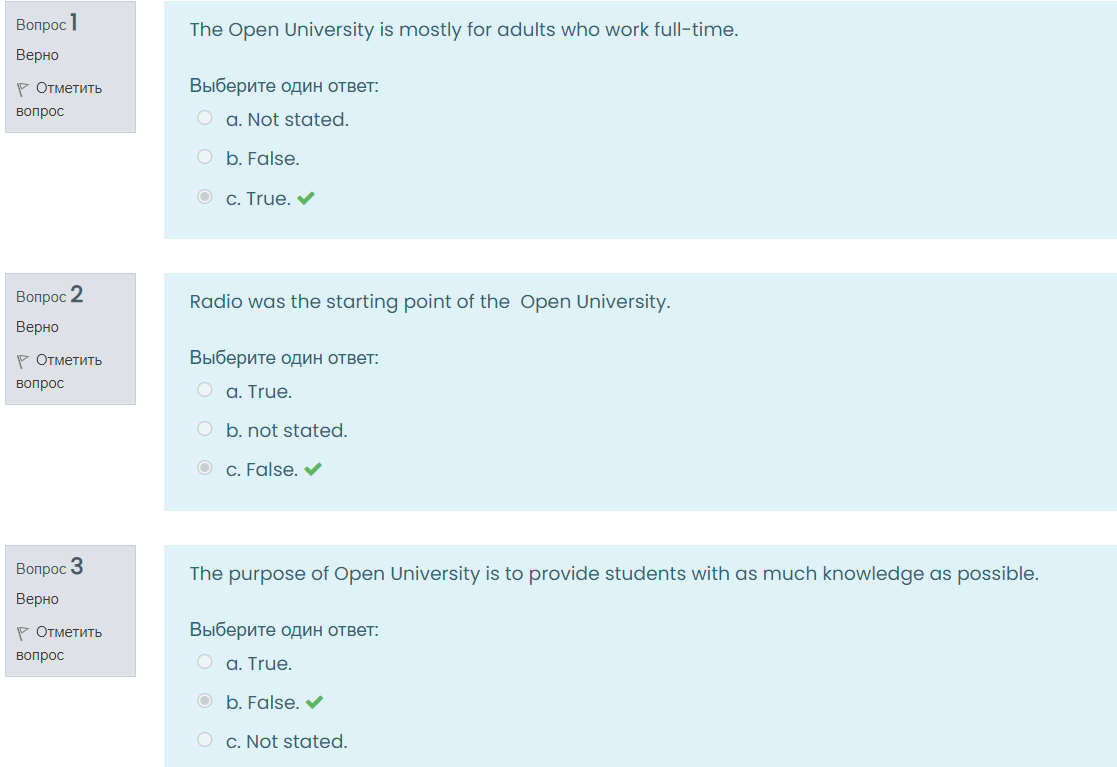 Вопрос 1
Верно
Отметить
вопрос
The Open University is mostly for adults who work full-time.
Выберите один ответ:
a. Not stated.
b. False.
c. True.
Вопрос 2
Верно
Отметить
вопрос
Radio was the starting point of the  Open University.
Выберите один ответ:
a. True.
b. not stated.
c. False.
Вопрос 3
Верно
Отметить
вопрос
The purpose of Open University is to provide students with as much knowledge as possible.
Выберите один ответ:
a. True.
b. False.
c. Not stated.